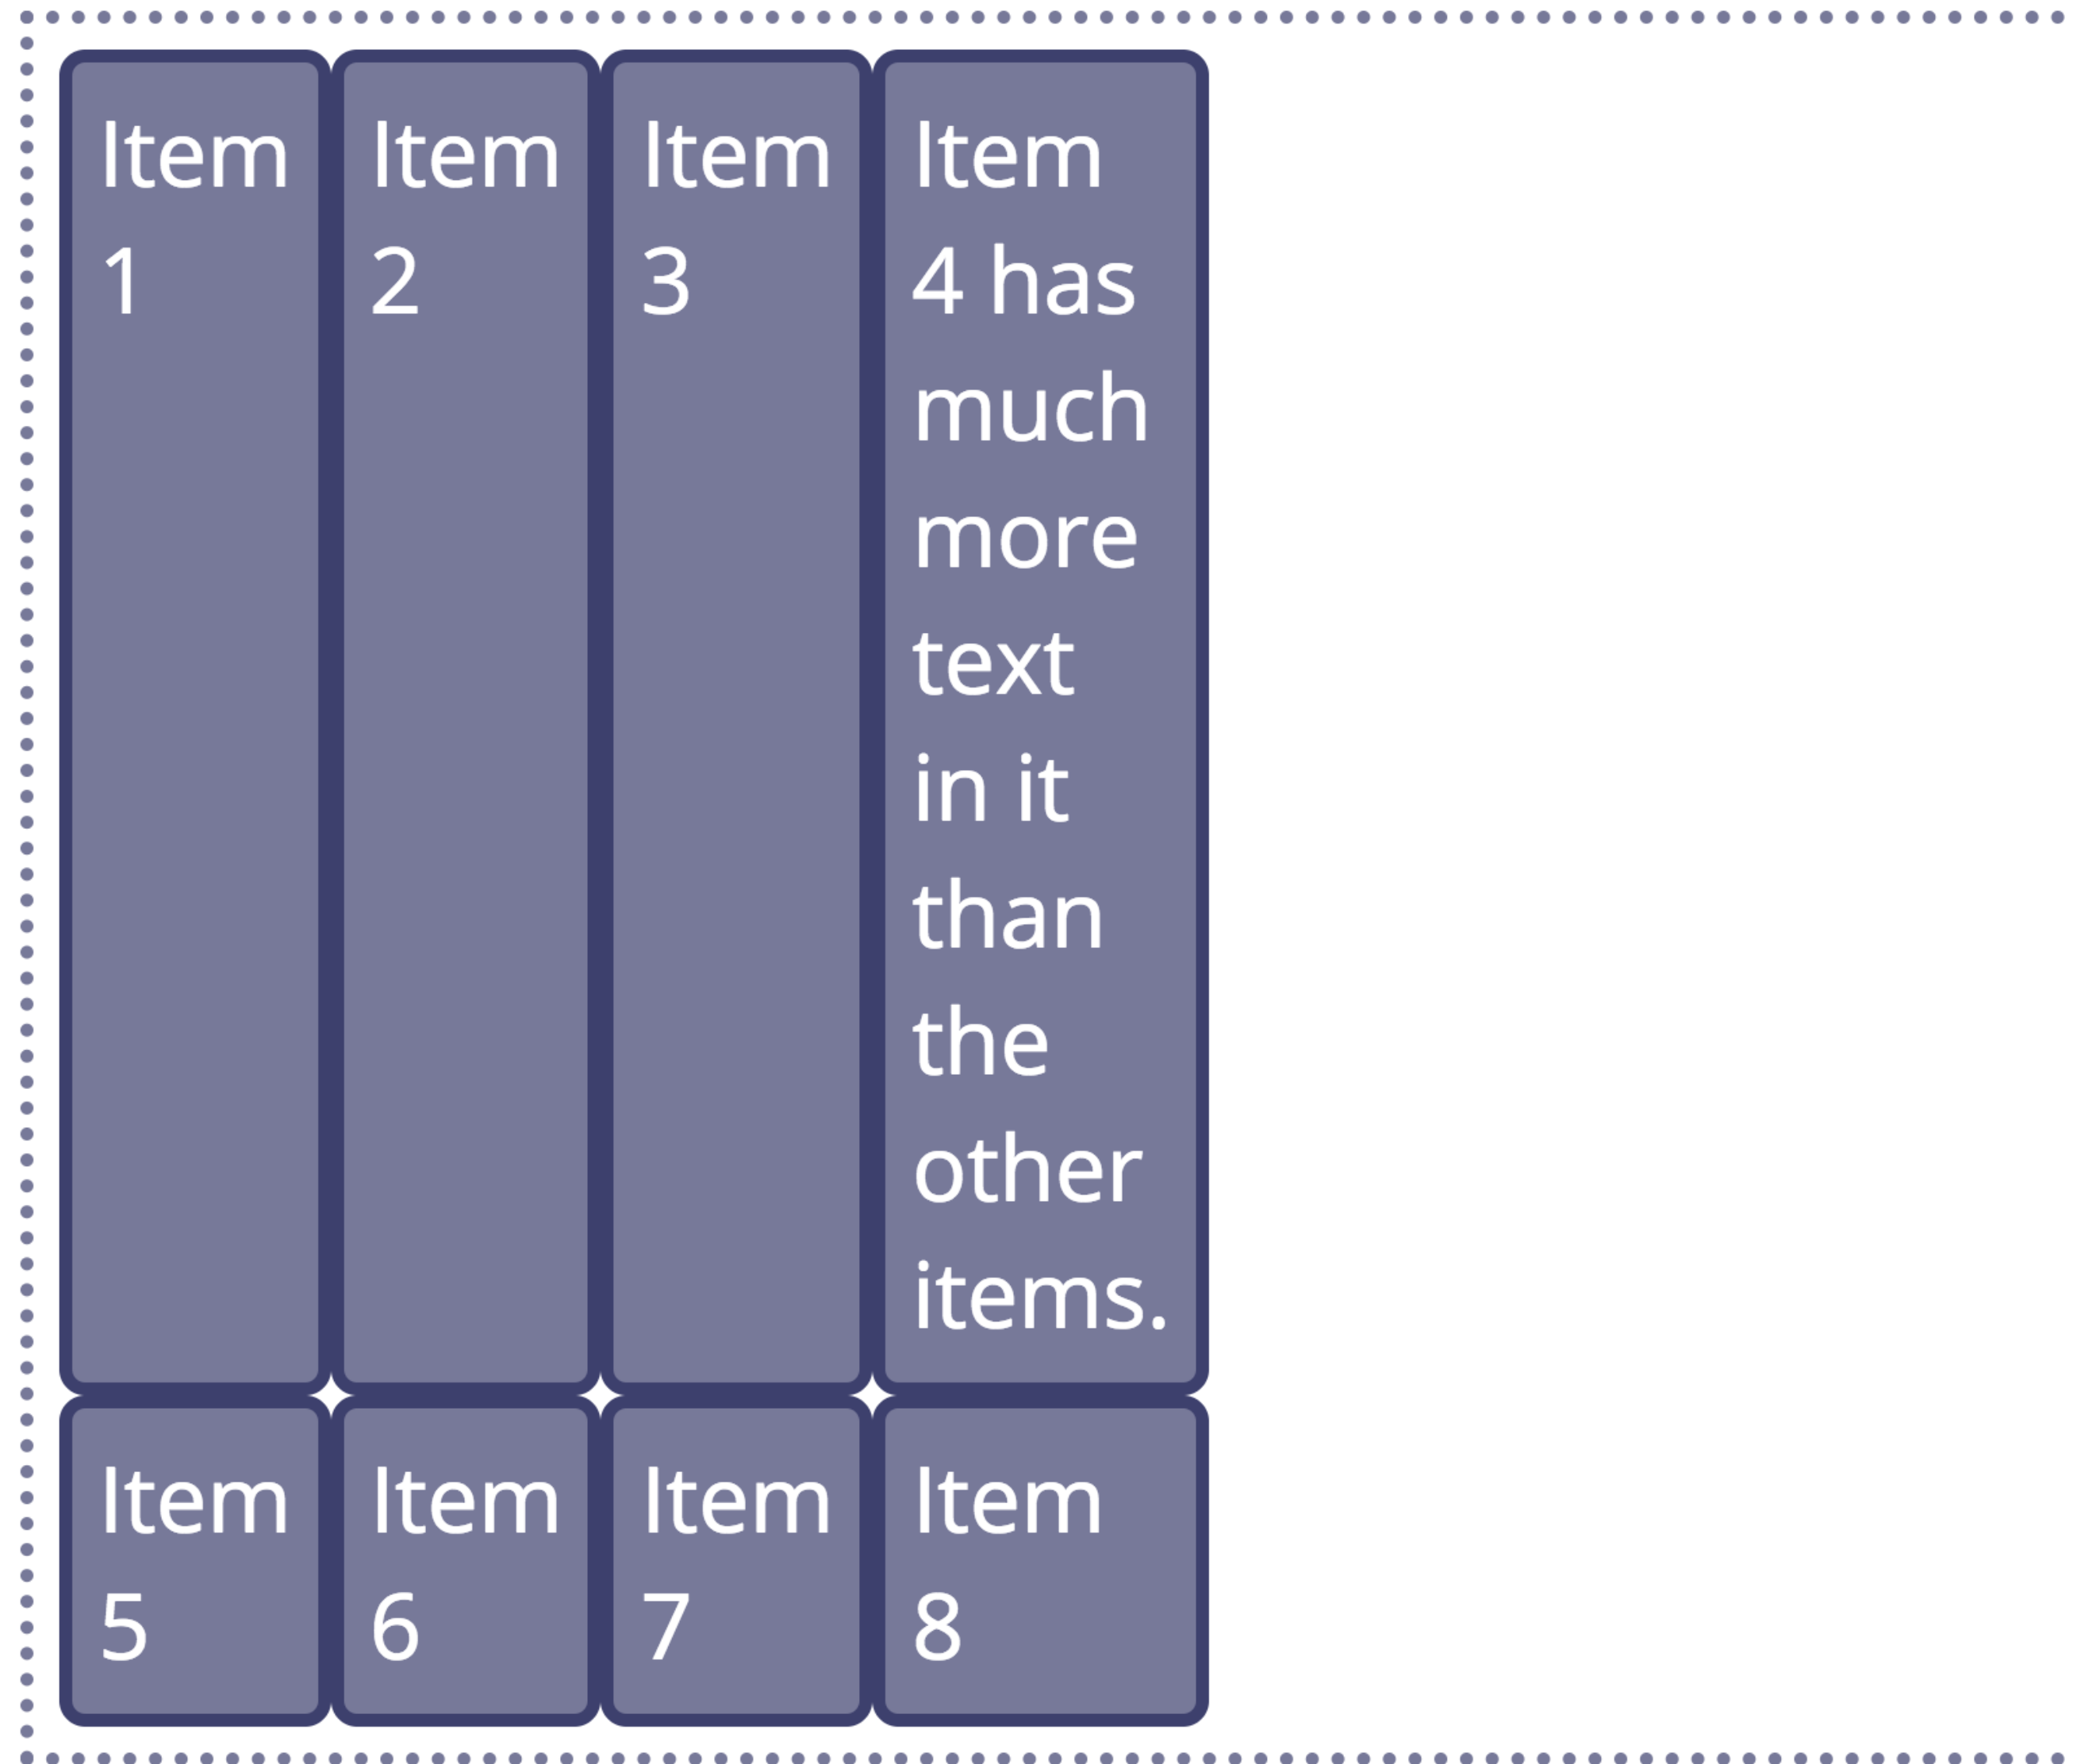 Item
1
Item
2
Item
3
Item
4 has
much
more
text
in it
than
the
other
items.
Item
5
Item
6
Item
7
Item
8